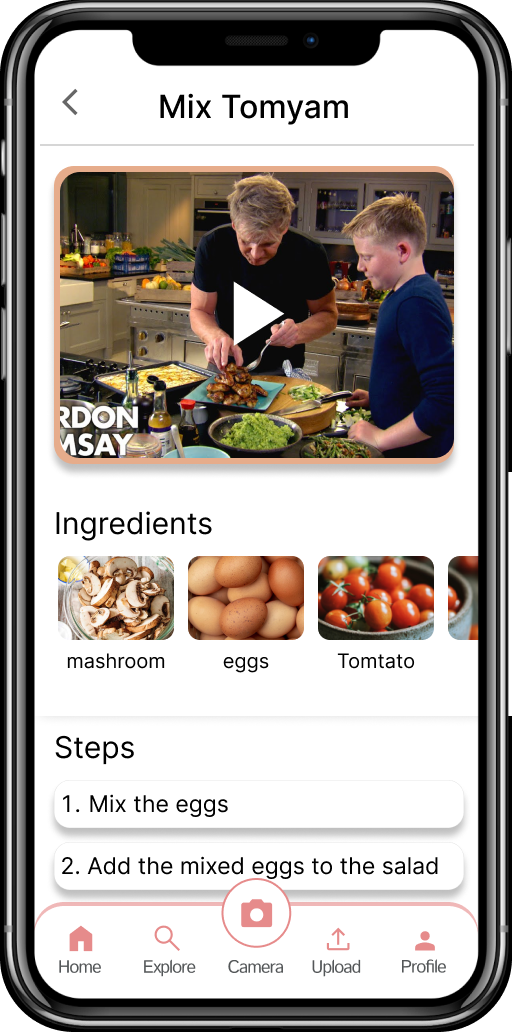 Mix Tomyam
RDON
MSAY
Ingredients
mashroom
eggs
Tomtato
Steps
1. Mix the eggs
2. Add the mixed eggs to the salad
Home
Explore
Camera
Upload
Profile